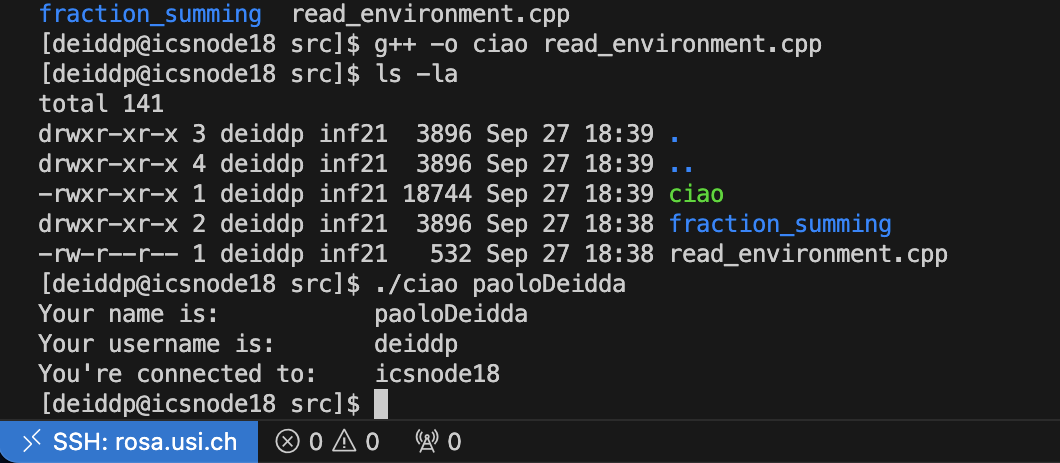 fraction_summing  read_environment.cpp
[deiddp@icsnode18 src]$ g++ -o ciao read_environment.cpp
[deiddp@icsnode18 src]$ ls -la
total 141
drwxr-xr-x 3 deiddp inf21  3896 Sep 27 18:39 .
drwxr-xr-x 4 deiddp inf21  3896 Sep 27 18:39 ..
-rwxr-xr-x 1 deiddp inf21 18744 Sep 27 18:39 ciao
drwxr-xr-x 2 deiddp inf21  3896 Sep 27 18:38 fraction_summing
-rw-r--r-- 1 deiddp inf21   532 Sep 27 18:38 read_environment.cpp
[deiddp@icsnode18 src]$ ./ciao paoloDeidda
Your name is:           paoloDeidda
Your username is:       deiddp
You're connected to:    icsnode18
[deiddp@icsnode18 src]$
SSH: rosa.usi.ch 0 0 0